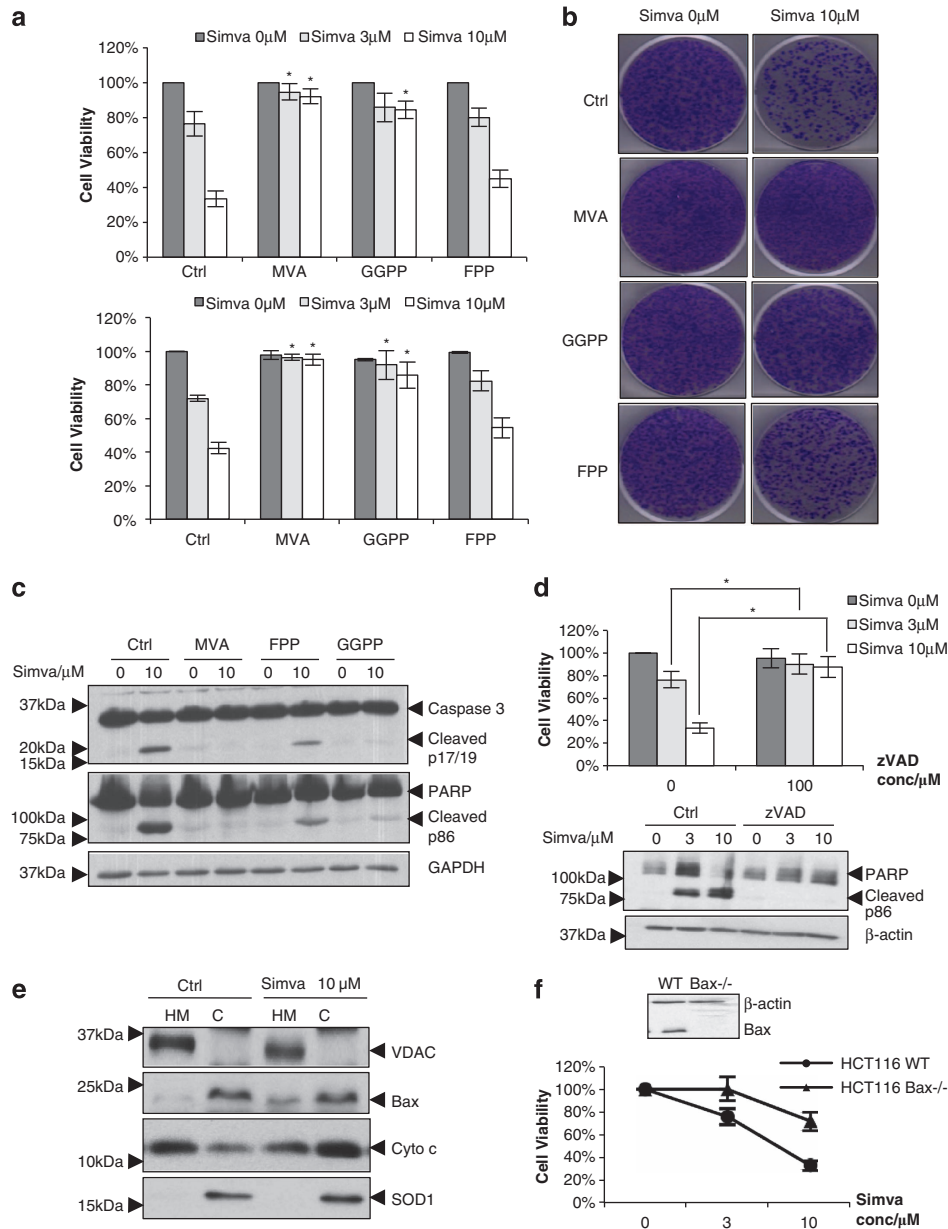 a
Simva 0µM Simva 3µM Simva 10µM
120%
100%
80%
60%
40%
20%
0%
Cell Viability
* * *
Ctrl MVA GGPP FPP
Simva 0µM Simva 3µM Simva 10µM
120%
100%
80%
60%
40%
20%
0%
Cell Viability
* * * *
Ctrl MVA GGPP FPP
b
Simva 0µM Simva 10µM
Ctrl
MVA
GGPP
FPP
c
Ctrl MVA FPP GGPP
Simva/µM 0 10 0 10 0 10 0 10
37kDa Caspase 3
20kDa Cleaved
15kDa p17/19
PARP
100kDa Cleaved
75kDa p86
37kDa GAPDH
d
* *
Simva 0µM
Simva 3µM
Simva 10µM
120%
100%
80%
60%
40%
20%
0%
Cell Viability
0 100
zVAD
conc/µM
Ctrl zVAD
Simva/µM 0 3 10 0 3 10
100kDa PARP
75kDa Cleaved
p86
37kDa β-actin
e
Ctrl Simva 10 µM
HM C HM C
37kDa VDAC
25kDa Bax
Cyto c
10kDa
15kDa SOD1
f
WT Bax-/-
β-actin
Bax
HCT116 WT
HCT116 Bax-/-
120%
100%
80%
60%
40%
20%
0%
Cell Viability
0 3 10
Simva
conc/µM